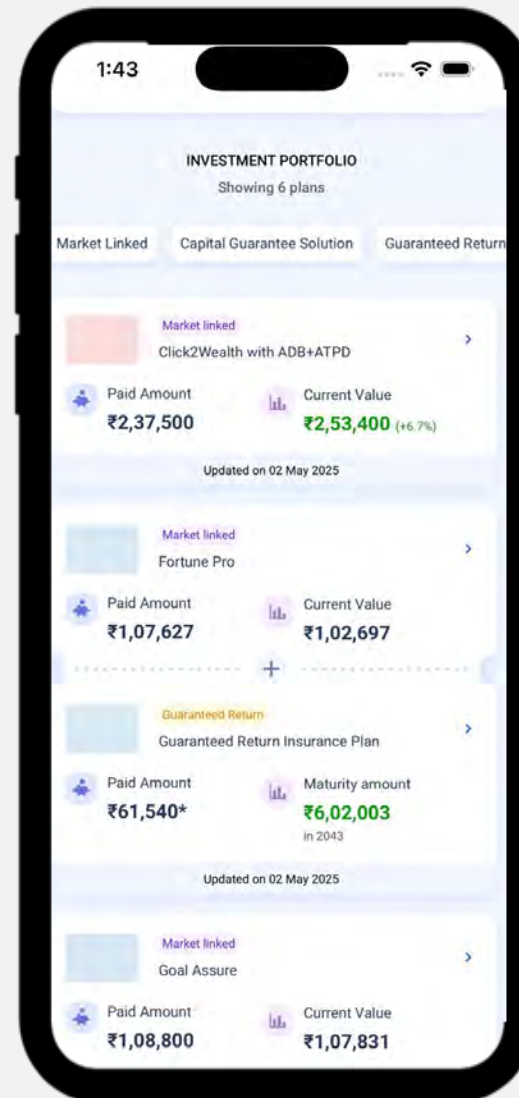 1:43
INVESTMENT PORTFOLIO
Showing 6 plans
Market Linked Capital Guarantee Solution Guaranteed Return
Market linked
Click2Wealth with ADB+ATPD
Paid Amount Current Value
₹2,37,500 ₹2,53,400 (+6.7%)
Updated on 02 May 2025
Market linked
Fortune Pro
Paid Amount Current Value
₹1,07,627 ₹1,02,697
+
Guaranteed Return
Guaranteed Return Insurance Plan
Paid Amount Maturity amount
₹61,540* ₹6,02,003
in 2043
Updated on 02 May 2025
Market linked
Goal Assure
Paid Amount Current Value
₹1,08,800 ₹1,07,831